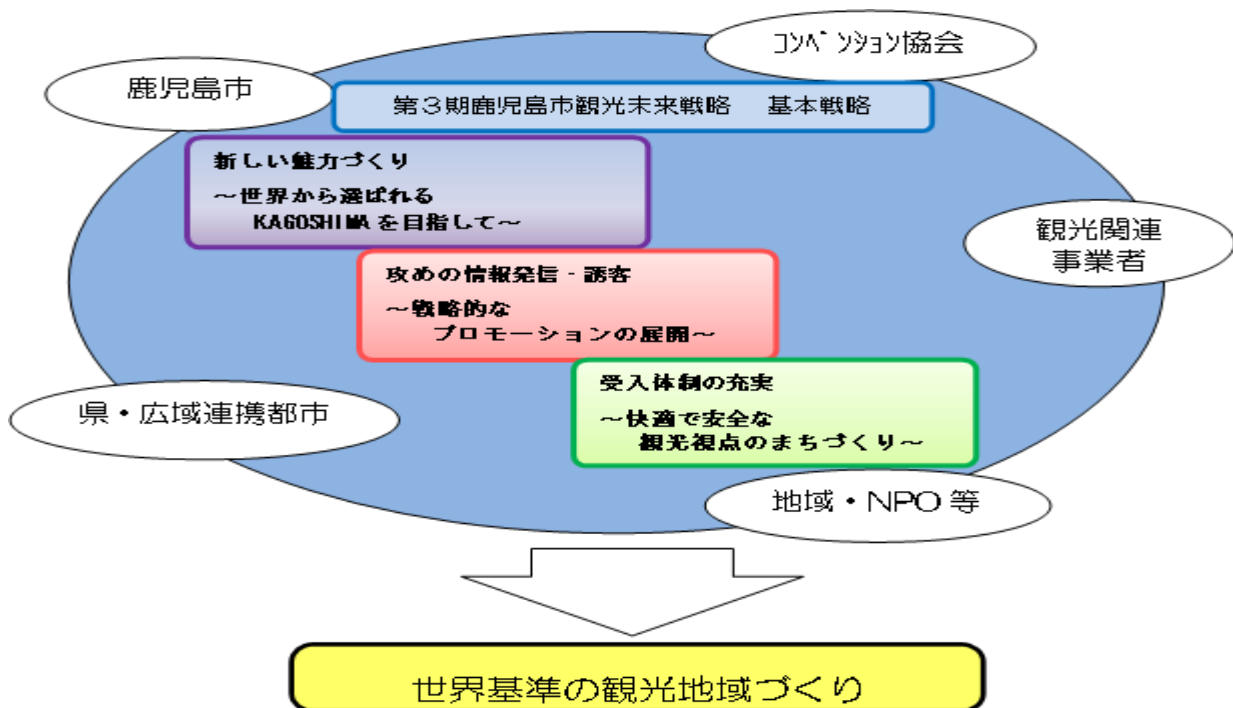 コンベンション協会
鹿児島市
第3期鹿児島市観光未来戦略 基本戦略
新しい魅力づくり
~世界から選ばれる
KAGOSHIMAを目指して~
観光関連
事業者
攻めの情報発信・誘客
~戦略的な
プロモーションの展開~
受入体制の充実
~快適で安全な
観光視点のまちづくり~
県・広域連携都市
地域・NPO等
世界基準の観光地域づくり